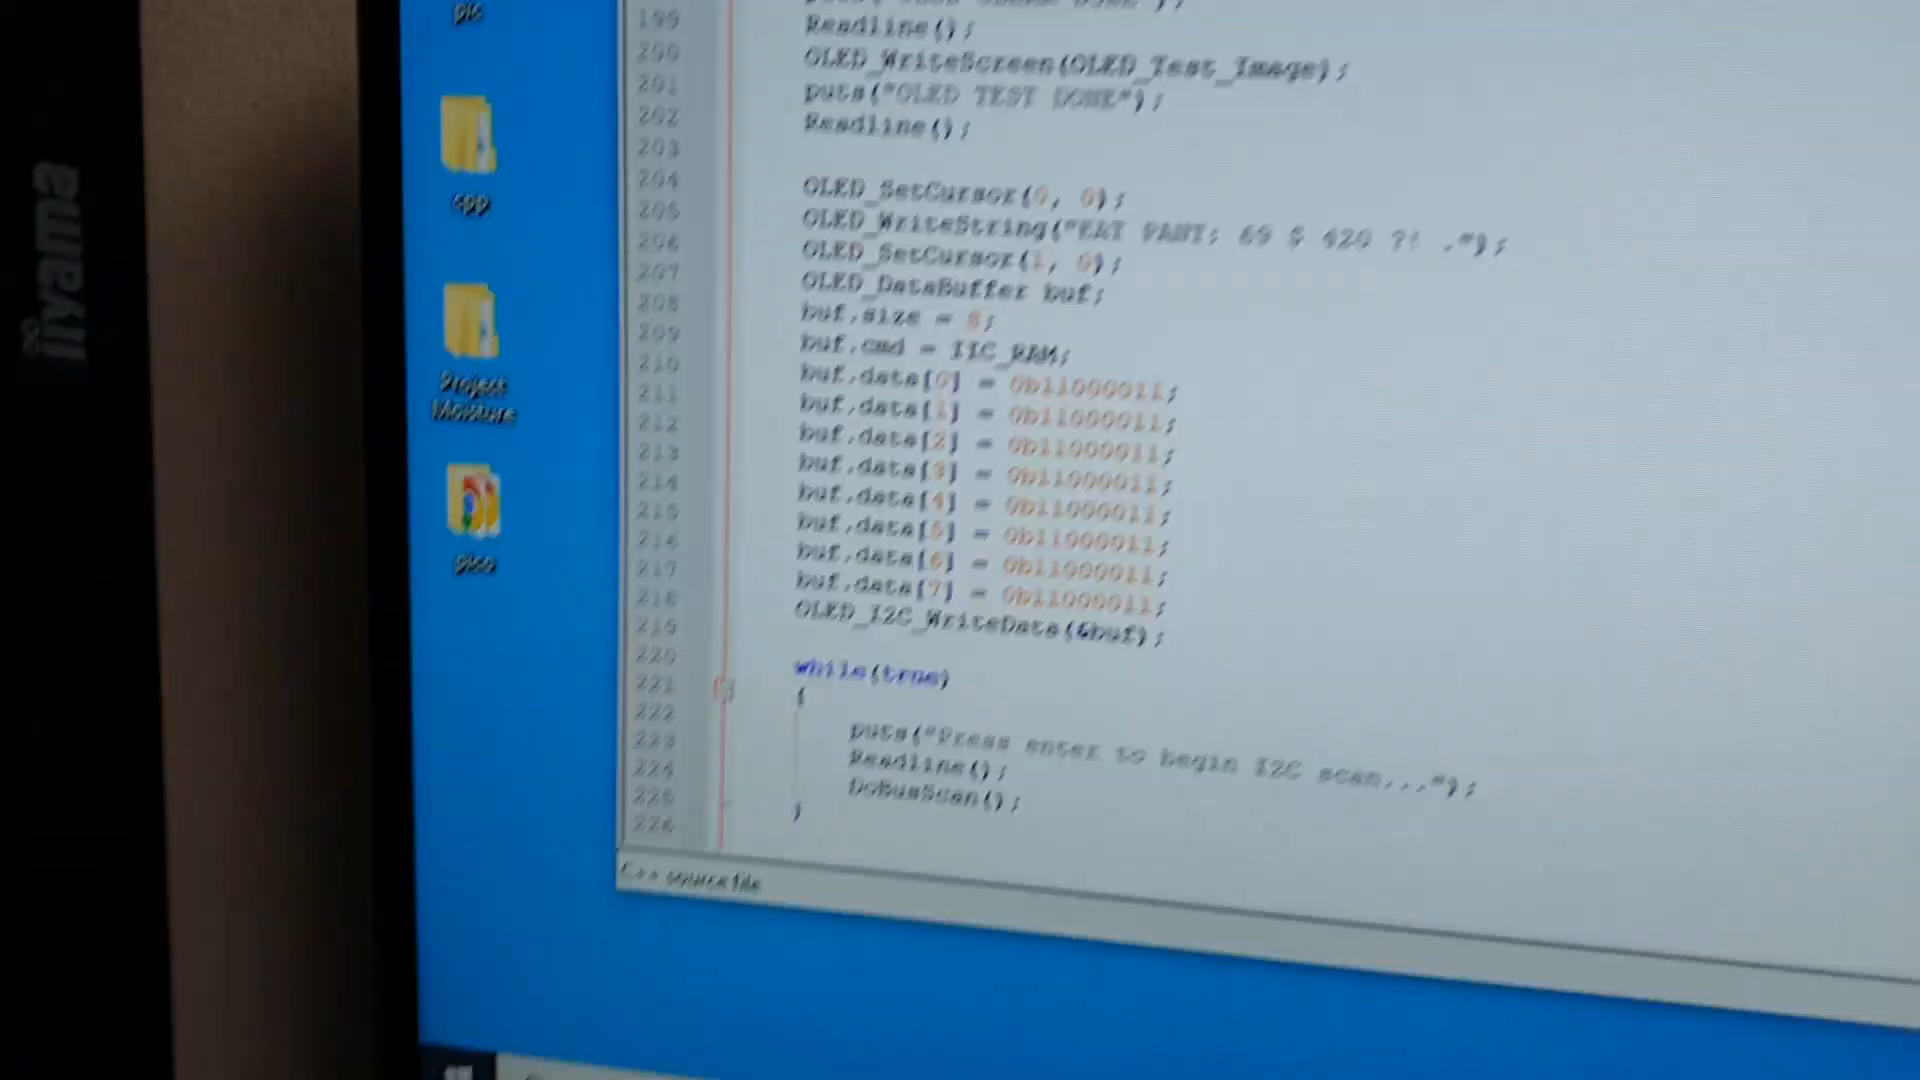 iiyama
pic
cpp
Project
Moisture
pico
199
200
201
202
203
204
205
206
207
208
209
210
211
212
213
214
215
216
217
218
219
220
221
222
223
224
225
226
Readline();
OLED_WriteScreen(OLED_Test_Image);
puts("OLED TEST DONE");
Readline();
OLED_SetCursor(0, 0);
OLED_WriteString("EAT PANT: 69 $ 420 ?! .");
OLED_SetCursor(1, 0);
OLED_DataBuffer buf;
buf.size = 8;
buf.cmd = IIC_RAM;
buf.data[0] = 0b11000011;
buf.data[1] = 0b11000011;
buf.data[2] = 0b11000011;
buf.data[3] = 0b11000011;
buf.data[4] = 0b11000011;
buf.data[5] = 0b11000011;
buf.data[6] = 0b11000011;
buf.data[7] = 0b11000011;
OLED_I2C_WriteData(&buf);
while(true)
{
puts("Press enter to begin I2C scan...");
Readline();
DoBusScan();
}
C++ source file